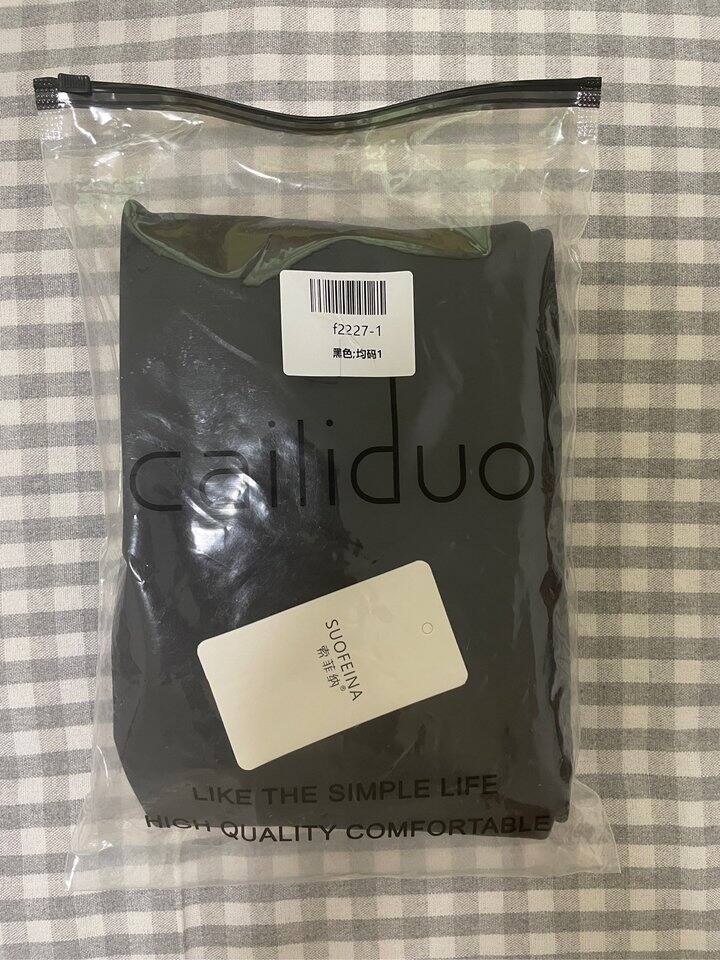 f2227-1
黑色;均码1
cailiduo
SUOFEINA
索菲纳®
LIKE THE SIMPLE LIFE
HIGH QUALITY COMFORTABLE